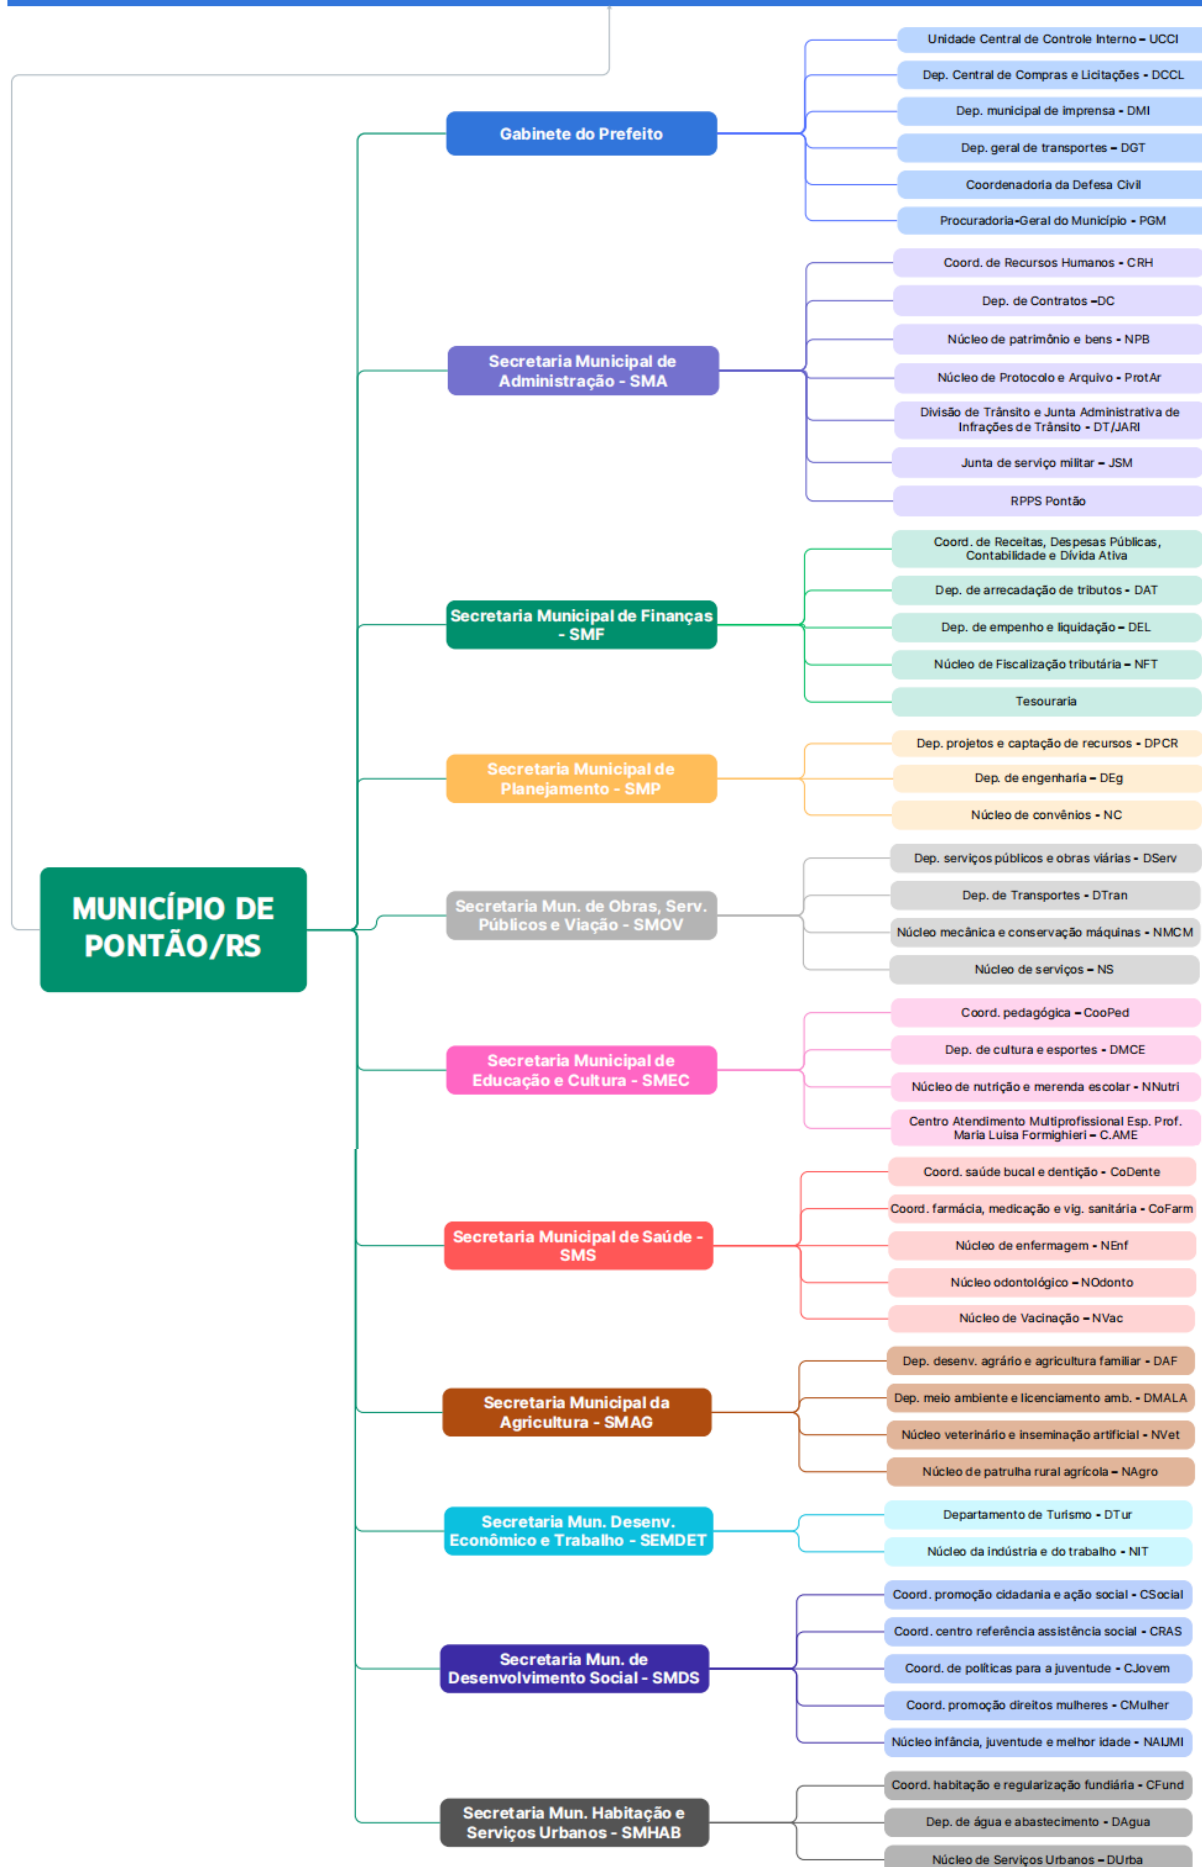 MUNICÍPIO DE
PONTÃO/RS
Gabinete do Prefeito
Unidade Central de Controle Interno – UCCI
Dep. Central de Compras e Licitações - DCCL
Dep. municipal de imprensa - DMI
Dep. geral de transportes – DGT
Coordenadoria da Defesa Civil
Procuradoria-Geral do Município - PGM
Secretaria Municipal de
Administração - SMA
Coord. de Recursos Humanos - CRH
Dep. de Contratos –DC
Núcleo de patrimônio e bens - NPB
Núcleo de Protocolo e Arquivo - ProtAr
Divisão de Trânsito e Junta Administrativa de
Infrações de Trânsito - DT/JARI
Junta de serviço militar – JSM
RPPS Pontão
Secretaria Municipal de Finanças
- SMF
Coord. de Receitas, Despesas Públicas,
Contabilidade e Dívida Ativa
Dep. de arrecadação de tributos - DAT
Dep. de empenho e liquidação – DEL
Núcleo de Fiscalização tributária – NFT
Tesouraria
Secretaria Municipal de
Planejamento - SMP
Dep. projetos e captação de recursos - DPCR
Dep. de engenharia – DEg
Núcleo de convênios - NC
Secretaria Mun. de Obras, Serv.
Públicos e Viação - SMOV
Dep. serviços públicos e obras viárias - DServ
Dep. de Transportes - DTran
Núcleo mecânica e conservação máquinas - NMCM
Núcleo de serviços – NS
Secretaria Municipal de
Educação e Cultura - SMEC
Coord. pedagógica – CooPed
Dep. de cultura e esportes - DMCE
Núcleo de nutrição e merenda escolar - NNutri
Centro Atendimento Multiprofissional Esp. Prof.
Maria Luisa Formighieri – C.AME
Secretaria Municipal de Saúde -
SMS
Coord. saúde bucal e dentição - CoDente
Coord. farmácia, medicação e vig. sanitária - CoFarm
Núcleo de enfermagem - NEnf
Núcleo odontológico - NOdonto
Núcleo de Vacinação – NVac
Secretaria Municipal da
Agricultura - SMAG
Dep. desenv. agrário e agricultura familiar - DAF
Dep. meio ambiente e licenciamento amb. - DMALA
Núcleo veterinário e inseminação artificial - NVet
Núcleo de patrulha rural agrícola – NAgro
Secretaria Mun. Desenv.
Econômico e Trabalho - SEMDET
Departamento de Turismo - DTur
Núcleo da indústria e do trabalho - NIT
Secretaria Mun. de
Desenvolvimento Social - SMDS
Coord. promoção cidadania e ação social - CSocial
Coord. centro referência assistência social - CRAS
Coord. de políticas para a juventude - CJovem
Coord. promoção direitos mulheres - CMulher
Núcleo infância, juventude e melhor idade - NAIJMI
Secretaria Mun. Habitação e
Serviços Urbanos - SMHAB
Coord. habitação e regularização fundiária - CFund
Dep. de água e abastecimento - DAgua
Núcleo de Serviços Urbanos – DUrba